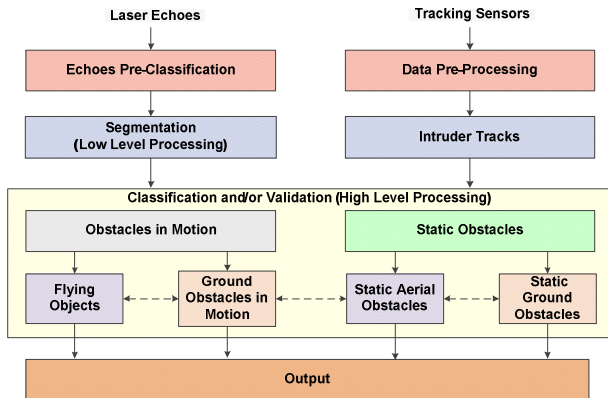 Laser Echoes
Tracking Sensors
Echoes Pre-Classification
Data Pre-Processing
Segmentation
(Low Level Processing)
Intruder Tracks
Classification and/or Validation (High Level Processing)
Obstacles in Motion
Static Obstacles
Flying
Objects
Ground
Obstacles in
Motion
Static Aerial
Obstacles
Static
Ground
Obstacles
Output